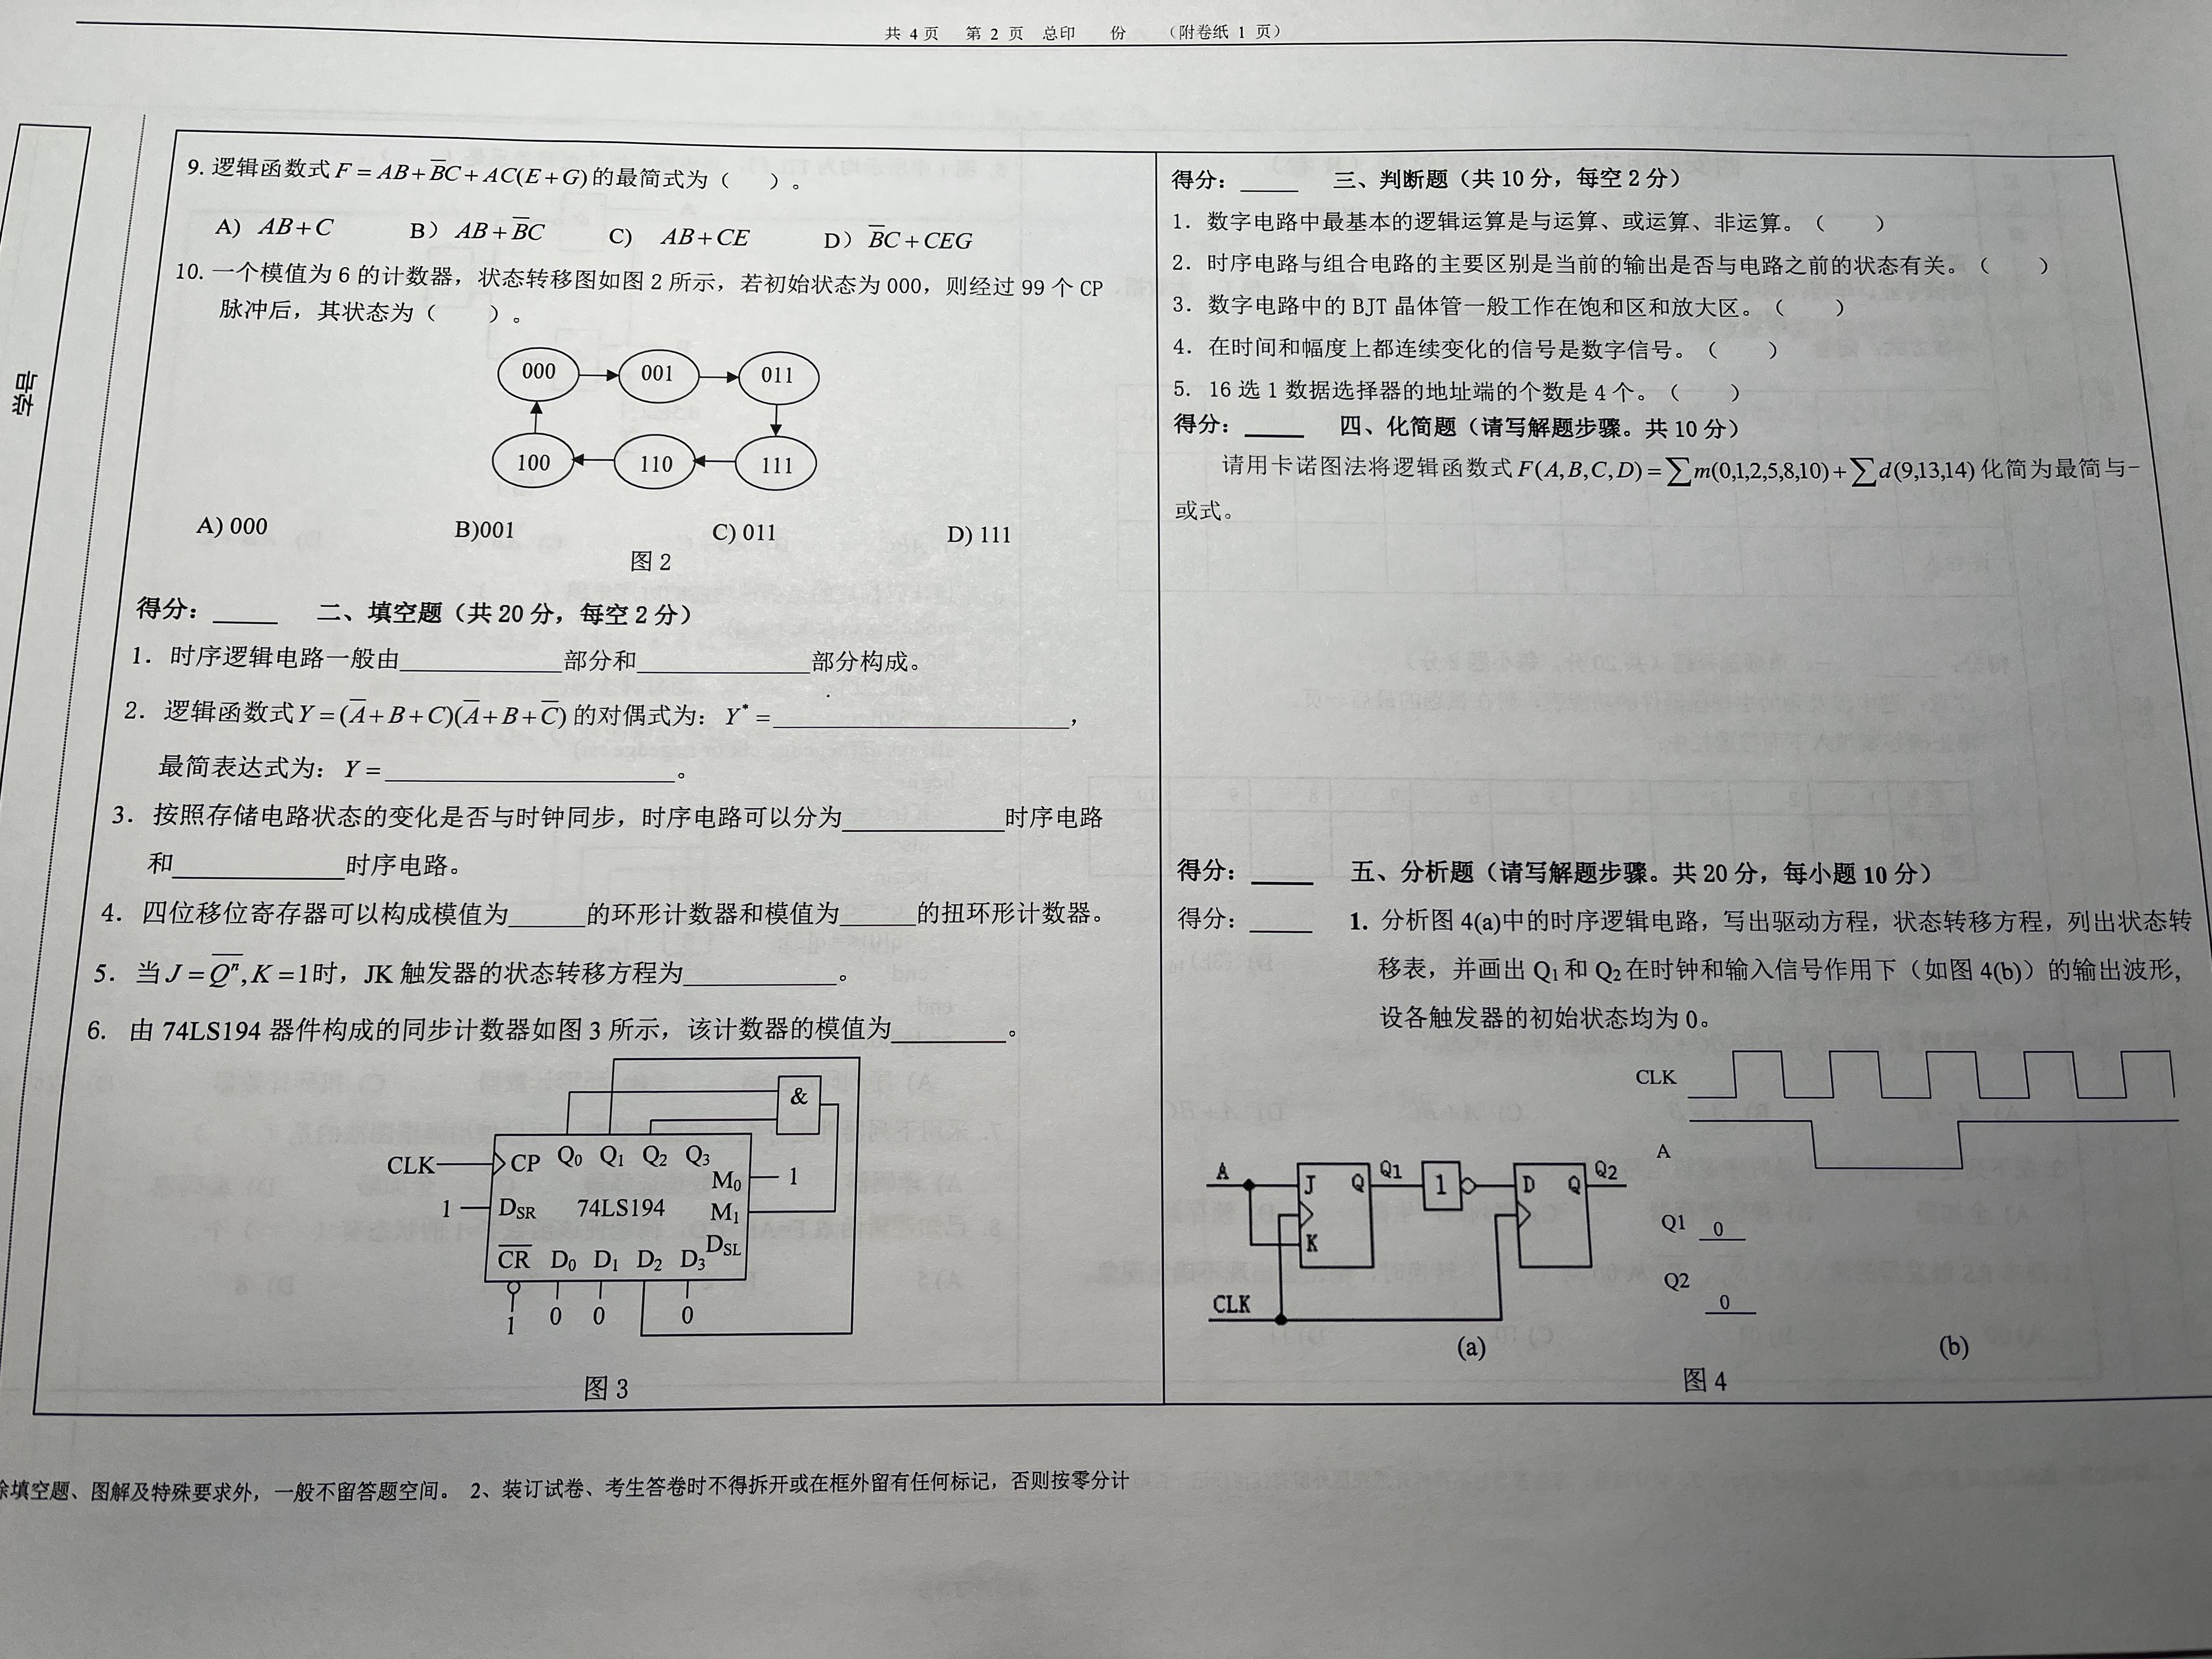 共 4 页 第 2 页 总印 份 （附卷纸 1 页）
9. 逻辑函数式 F = AB + B̅C + AC(E + G) 的最简式为（ ）。
A) AB + C B) AB + B̅C C) AB + CE D) B̅C + CEG
10. 一个模值为 6 的计数器，状态转移图如图 2 所示，若初始状态为 000，则经过 99 个 CP
脉冲后，其状态为（ ）。
000 001 011
100 110 111
A) 000 B)001 C) 011 D) 111
图 2
得分：____ 二、填空题（共 20 分，每空 2 分）
1. 时序逻辑电路一般由____________部分和____________部分构成。
2. 逻辑函数式 Y = (A̅ + B + C)(A̅ + B + C̅) 的对偶式为：Y* = ____________，
最简表达式为：Y = ____________。
3. 按照存储电路状态的变化是否与时钟同步，时序电路可以分为____________时序电路
和____________时序电路。
4. 四位移位寄存器可以构成模值为_____的环形计数器和模值为_____的扭环形计数器。
5. 当 J = Q̅ⁿ, K = 1时，JK 触发器的状态转移方程为__________。
6. 由 74LS194 器件构成的同步计数器如图 3 所示，该计数器的模值为________。
&
CLK CP Q₀ Q₁ Q₂ Q₃
M₀ 1
1 D_SR 74LS194 M₁
D_SL
C̅R̅ D₀ D₁ D₂ D₃
1 0 0 0
图 3
得分：____ 三、判断题（共 10 分，每空 2 分）
1. 数字电路中最基本的逻辑运算是与运算、或运算、非运算。（ ）
2. 时序电路与组合电路的主要区别是当前的输出是否与电路之前的状态有关。（ ）
3. 数字电路中的 BJT 晶体管一般工作在饱和区和放大区。（ ）
4. 在时间和幅度上都连续变化的信号是数字信号。（ ）
5. 16 选 1 数据选择器的地址端的个数是 4 个。（ ）
得分：____ 四、化简题（请写解题步骤。共 10 分）
请用卡诺图法将逻辑函数式 F(A,B,C,D) = ∑m(0,1,2,5,8,10) + ∑d(9,13,14) 化简为最简与-
或式。
得分：____ 五、分析题（请写解题步骤。共 20 分，每小题 10 分）
得分：____ 1. 分析图 4(a)中的时序逻辑电路，写出驱动方程，状态转移方程，列出状态转
移表，并画出 Q₁ 和 Q₂ 在时钟和输入信号作用下（如图 4(b)）的输出波形，
设各触发器的初始状态均为 0。
CLK
A
Q1 0
Q2 0
A J Q Q1 1 D Q Q2
K
CLK
(a) (b)
图 4
除填空题、图解及特殊要求外，一般不留答题空间。 2、装订试卷、考生答卷时不得拆开或在框外留有任何标记，否则按零分计